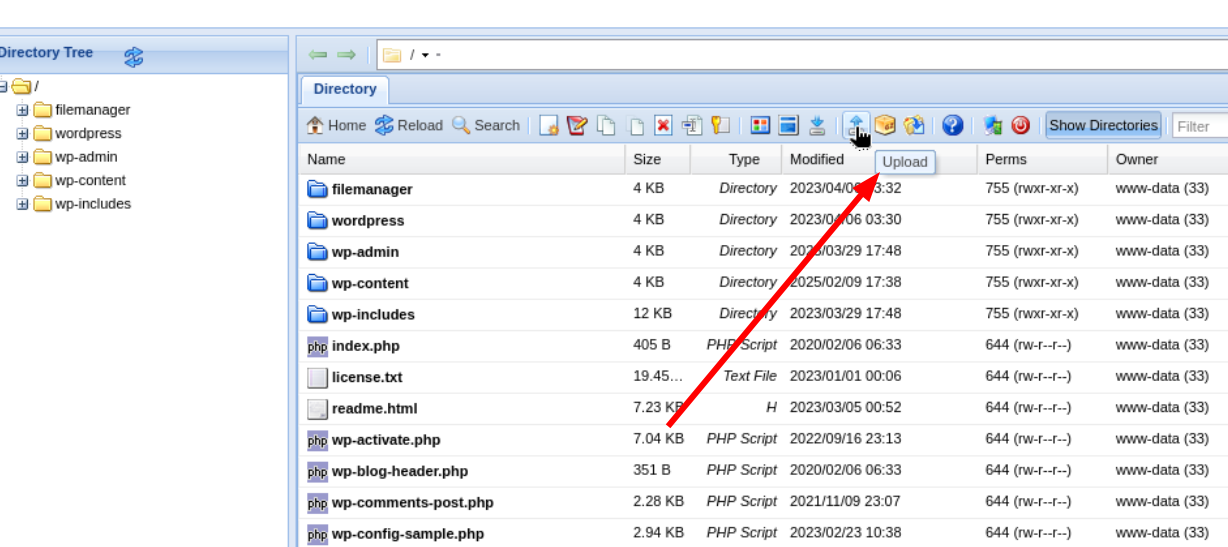 Directory Tree
/
filemanager
wordpress
wp-admin
wp-content
wp-includes
/ -
Directory
Home Reload Search Show Directories Filter
Name Size Type Modified Perms Owner
Upload
filemanager 4 KB Directory 2023/04/06 03:32 755 (rwxr-xr-x) www-data (33)
wordpress 4 KB Directory 2023/04/06 03:30 755 (rwxr-xr-x) www-data (33)
wp-admin 4 KB Directory 2023/03/29 17:48 755 (rwxr-xr-x) www-data (33)
wp-content 4 KB Directory 2025/02/09 17:38 755 (rwxr-xr-x) www-data (33)
wp-includes 12 KB Directory 2023/03/29 17:48 755 (rwxr-xr-x) www-data (33)
php index.php 405 B PHP Script 2020/02/06 06:33 644 (rw-r--r--) www-data (33)
license.txt 19.45... Text File 2023/01/01 00:06 644 (rw-r--r--) www-data (33)
readme.html 7.23 KB H 2023/03/05 00:52 644 (rw-r--r--) www-data (33)
php wp-activate.php 7.04 KB PHP Script 2022/09/16 23:13 644 (rw-r--r--) www-data (33)
php wp-blog-header.php 351 B PHP Script 2020/02/06 06:33 644 (rw-r--r--) www-data (33)
php wp-comments-post.php 2.28 KB PHP Script 2021/11/09 23:07 644 (rw-r--r--) www-data (33)
php wp-config-sample.php 2.94 KB PHP Script 2023/02/23 10:38 644 (rw-r--r--) www-data (33)